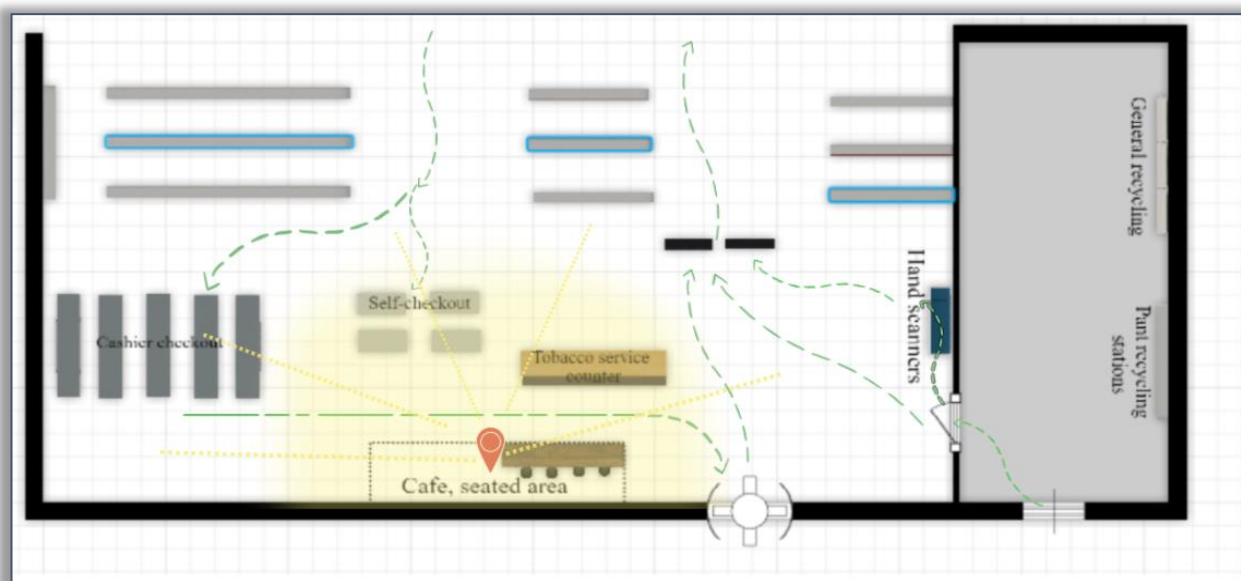 General recycling
Hand scanners
Pant recycling
stations
Self-checkout
Cashier checkout
Tobacco service
counter
Cafe, seated area